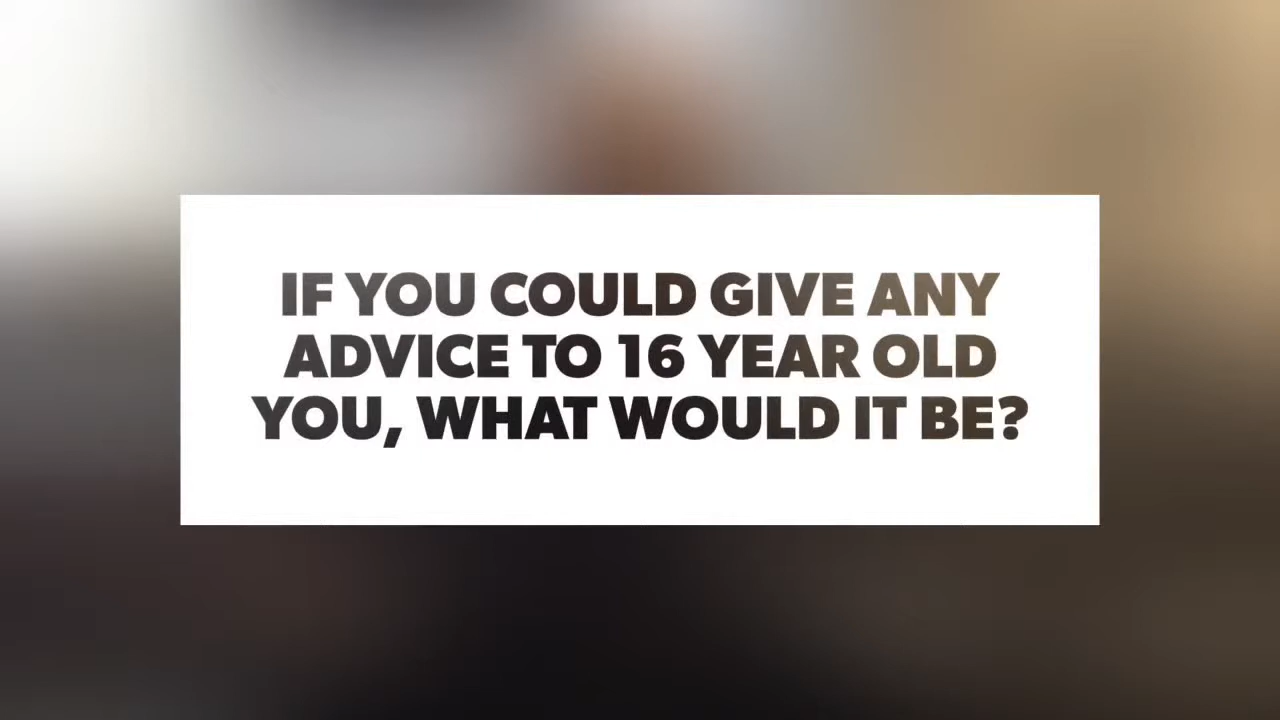 IF YOU COULD GIVE ANY
ADVICE TO 16 YEAR OLD
YOU, WHAT WOULD IT BE?